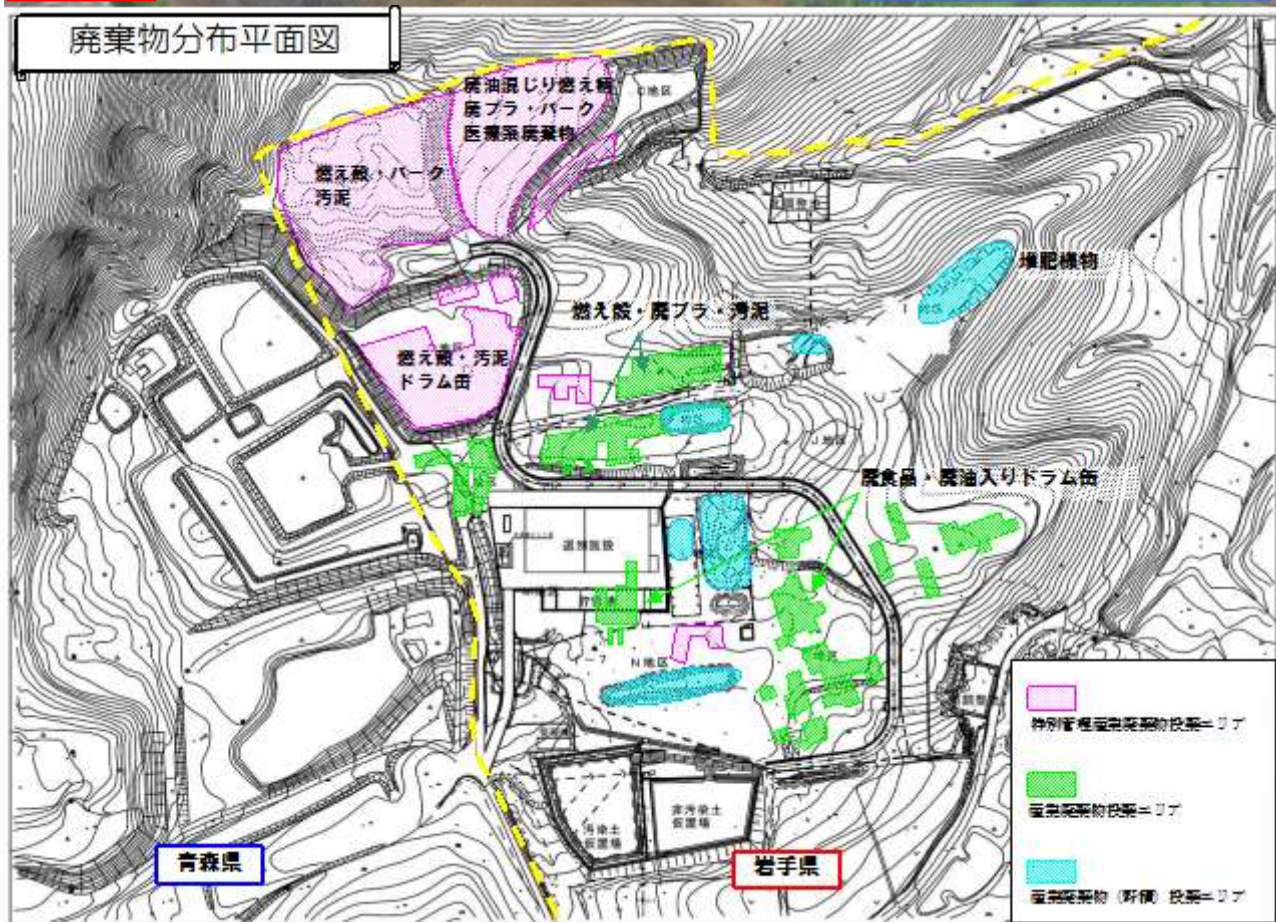 廃棄物分布平面図
廃油混じり燃え殻
廃プラ・バーク
医療系廃棄物
燃え殻・バーク
汚泥
堆肥様物
燃え殻・廃プラ・汚泥
燃え殻・汚泥
ドラム缶
J地区
廃食品・廃油入りドラム缶
選別施設
N地区
汚染土
仮置場
非汚染土
仮置場
青森県
岩手県
特別管理産業廃棄物投棄エリア
産業廃棄物投棄エリア
産業廃棄物（野積）投棄エリア